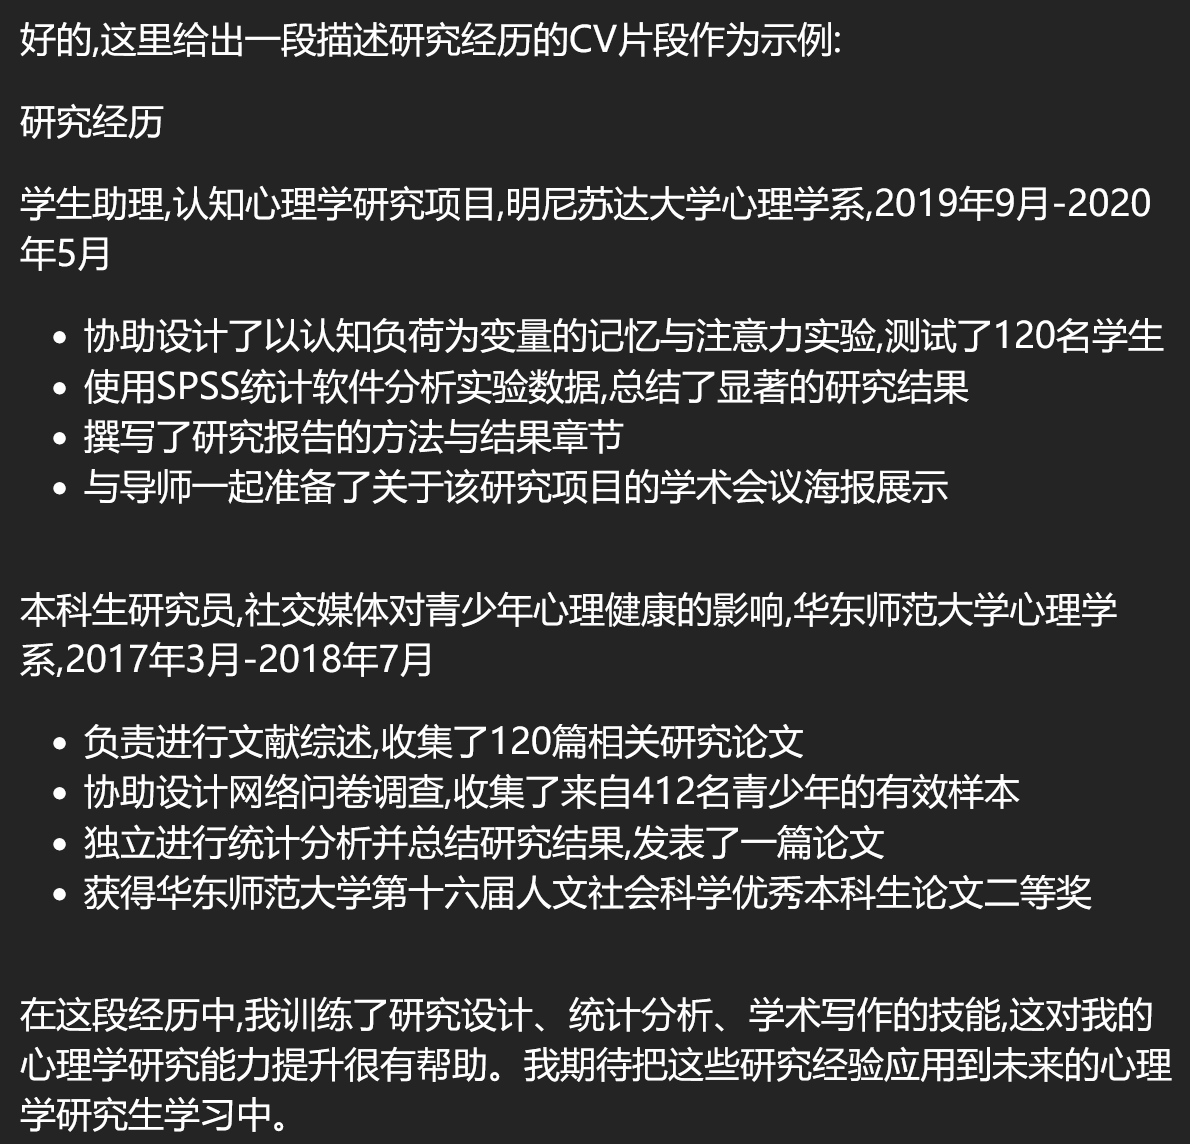 好的,这里给出一段描述研究经历的CV片段作为示例:
研究经历
学生助理,认知心理学研究项目,明尼苏达大学心理学系,2019年9月-2020
年5月
• 协助设计了以认知负荷为变量的记忆与注意力实验,测试了120名学生
• 使用SPSS统计软件分析实验数据,总结了显著的研究结果
• 撰写了研究报告的方法与结果章节
• 与导师一起准备了关于该研究项目的学术会议海报展示
本科生研究员,社交媒体对青少年心理健康的影响,华东师范大学心理学
系,2017年3月-2018年7月
• 负责进行文献综述,收集了120篇相关研究论文
• 协助设计网络问卷调查,收集了来自412名青少年的有效样本
• 独立进行统计分析并总结研究结果,发表了一篇论文
• 获得华东师范大学第十六届人文社会科学优秀本科生论文二等奖
在这段经历中,我训练了研究设计、统计分析、学术写作的技能,这对我的
心理学研究能力提升很有帮助。我期待把这些研究经验应用到未来的心理
学研究生学习中。